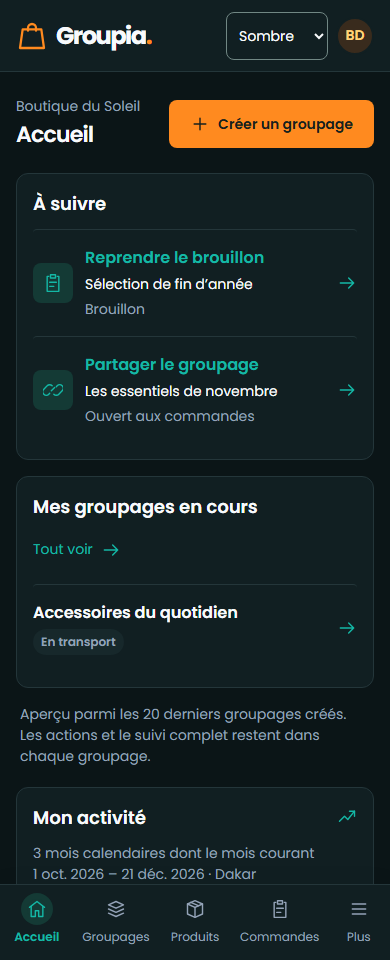 Groupia.
Sombre
BD
Boutique du Soleil
Accueil
Créer un groupage
À suivre
Reprendre le brouillon
Sélection de fin d’année
Brouillon
Partager le groupage
Les essentiels de novembre
Ouvert aux commandes
Mes groupages en cours
Tout voir
Accessoires du quotidien
En transport
Aperçu parmi les 20 derniers groupages créés.
Les actions et le suivi complet restent dans
chaque groupage.
Mon activité
3 mois calendaires dont le mois courant
1 oct. 2026 – 21 déc. 2026 · Dakar
Accueil
Groupages
Produits
Commandes
Plus